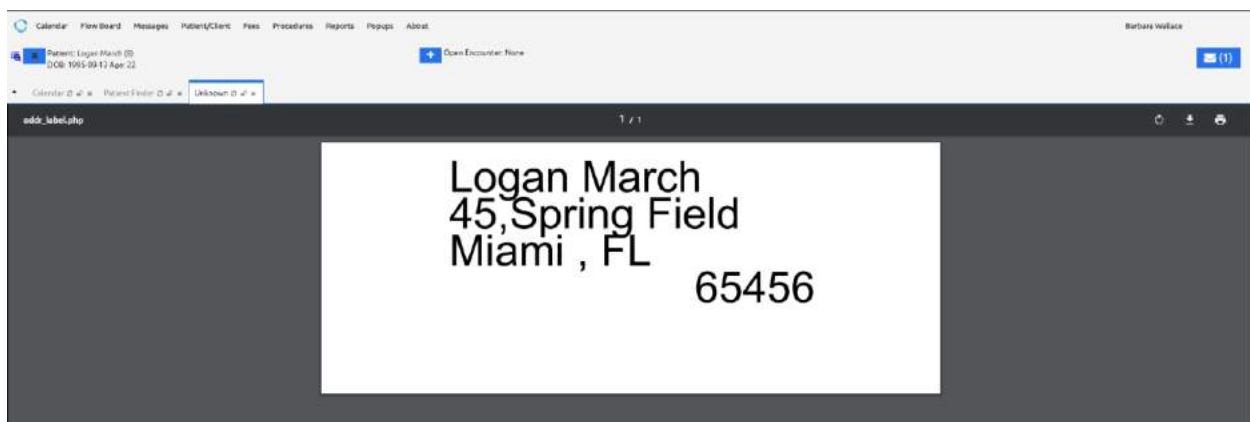 Calendar Flow Board Messages Patient/Client Fees Procedures Reports Popups About Barbara Wallace
Patient: Logan March (8) Open Encounter: None
DOB: 1995-09-12 Age: 22
(1)
Calendar Patient Finder Unknown
addr_label.php 1 / 1
Logan March
45,Spring Field
Miami , FL
65456